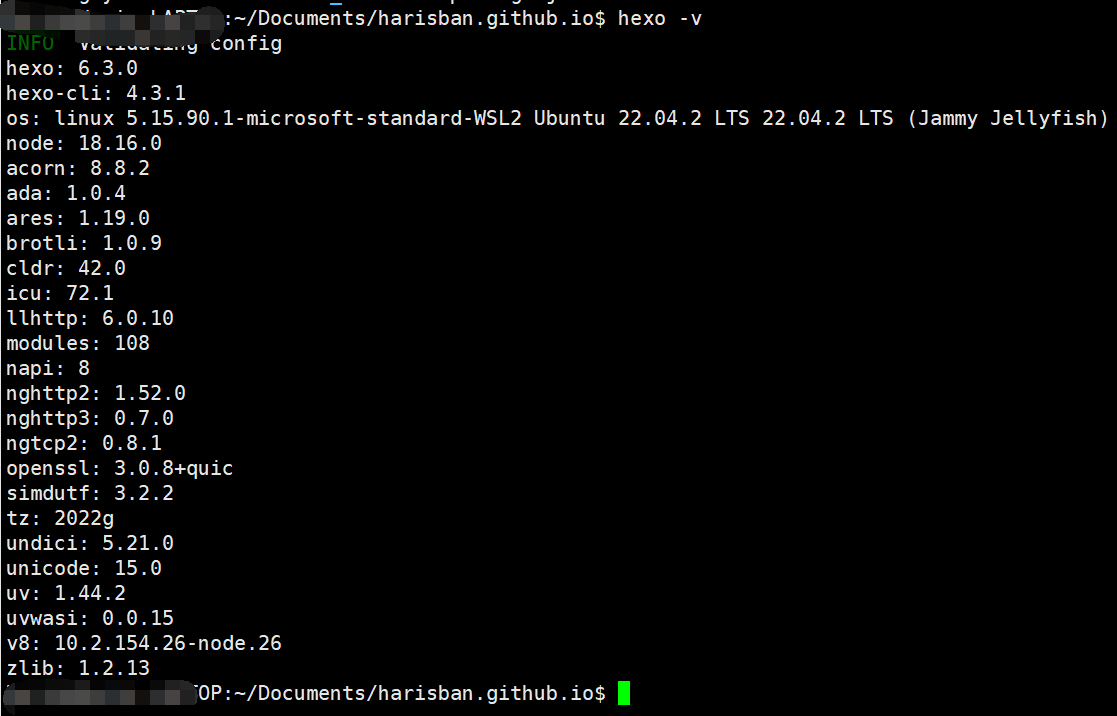 :~/Documents/harisban.github.io$ hexo -v
INFO Validating config
hexo: 6.3.0
hexo-cli: 4.3.1
os: linux 5.15.90.1-microsoft-standard-WSL2 Ubuntu 22.04.2 LTS 22.04.2 LTS (Jammy Jellyfish)
node: 18.16.0
acorn: 8.8.2
ada: 1.0.4
ares: 1.19.0
brotli: 1.0.9
cldr: 42.0
icu: 72.1
llhttp: 6.0.10
modules: 108
napi: 8
nghttp2: 1.52.0
nghttp3: 0.7.0
ngtcp2: 0.8.1
openssl: 3.0.8+quic
simdutf: 3.2.2
tz: 2022g
undici: 5.21.0
unicode: 15.0
uv: 1.44.2
uvwasi: 0.0.15
v8: 10.2.154.26-node.26
zlib: 1.2.13
TOP:~/Documents/harisban.github.io$